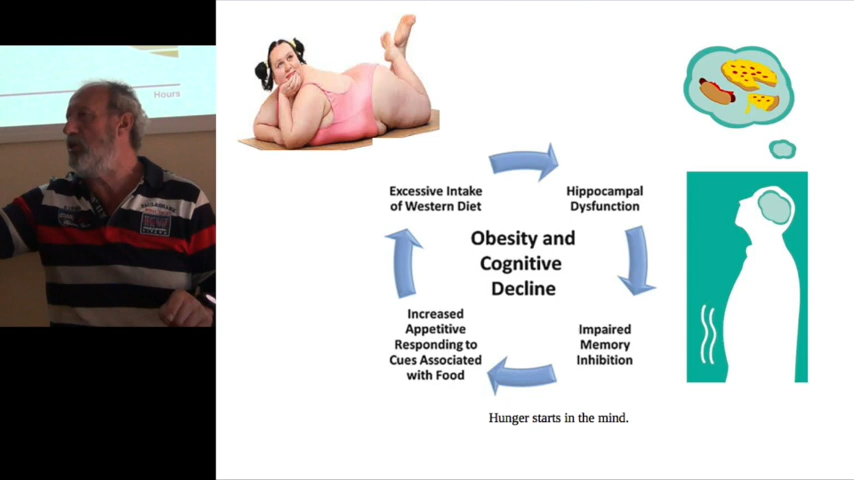 Hours
Excessive Intake
of Western Diet
Hippocampal
Dysfunction
Obesity and
Cognitive
Decline
Increased
Appetitive
Responding to
Cues Associated
with Food
Impaired
Memory
Inhibition
Hunger starts in the mind.